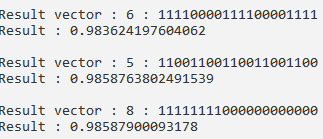 Result vector : 6 : 11110000111100001111
Result : 0.983624197604062
Result vector : 5 : 11001100110011001100
Result : 0.9858763802491539
Result vector : 8 : 11111111000000000000
Result : 0.98587900093178